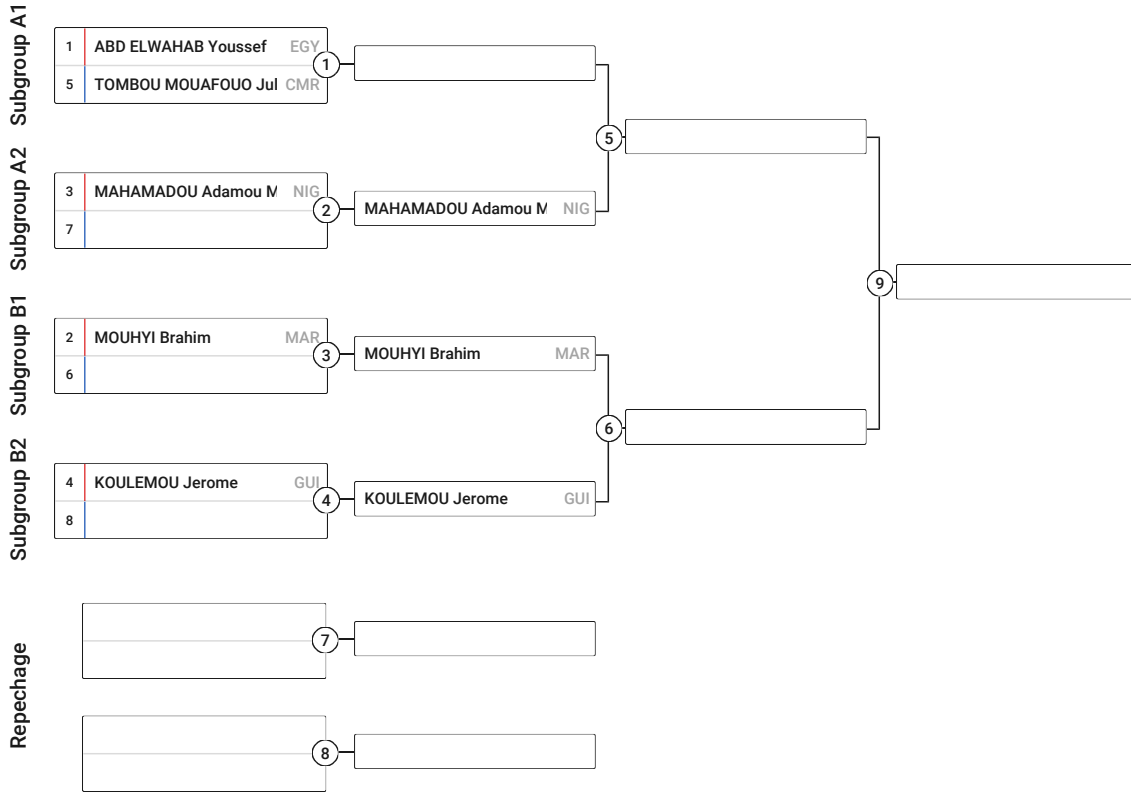 Subgroup A1
1 ABD ELWAHAB Youssef EGY
5 TOMBOU MOUAFOUO Jul CMR
1
5
Subgroup A2
3 MAHAMADOU Adamou M NIG
7
2
MAHAMADOU Adamou M NIG
9
Subgroup B1
2 MOUHYI Brahim MAR
6
3
MOUHYI Brahim MAR
6
Subgroup B2
4 KOULEMOU Jerome GUI
8
4
KOULEMOU Jerome GUI
Repechage
7
8